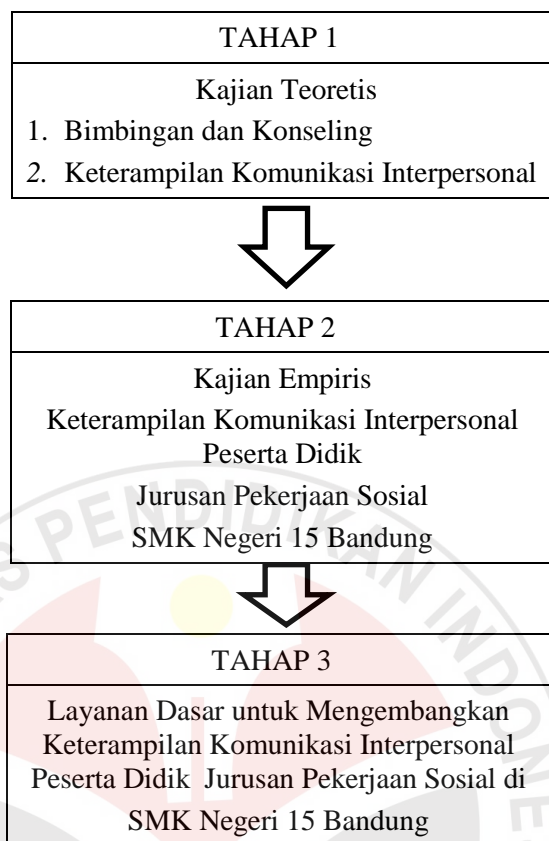 TAHAP 1
Kajian Teoretis
1. Bimbingan dan Konseling
2. Keterampilan Komunikasi Interpersonal
TAHAP 2
Kajian Empiris
Keterampilan Komunikasi Interpersonal
Peserta Didik
Jurusan Pekerjaan Sosial
SMK Negeri 15 Bandung
TAHAP 3
Layanan Dasar untuk Mengembangkan
Keterampilan Komunikasi Interpersonal
Peserta Didik Jurusan Pekerjaan Sosial di
SMK Negeri 15 Bandung